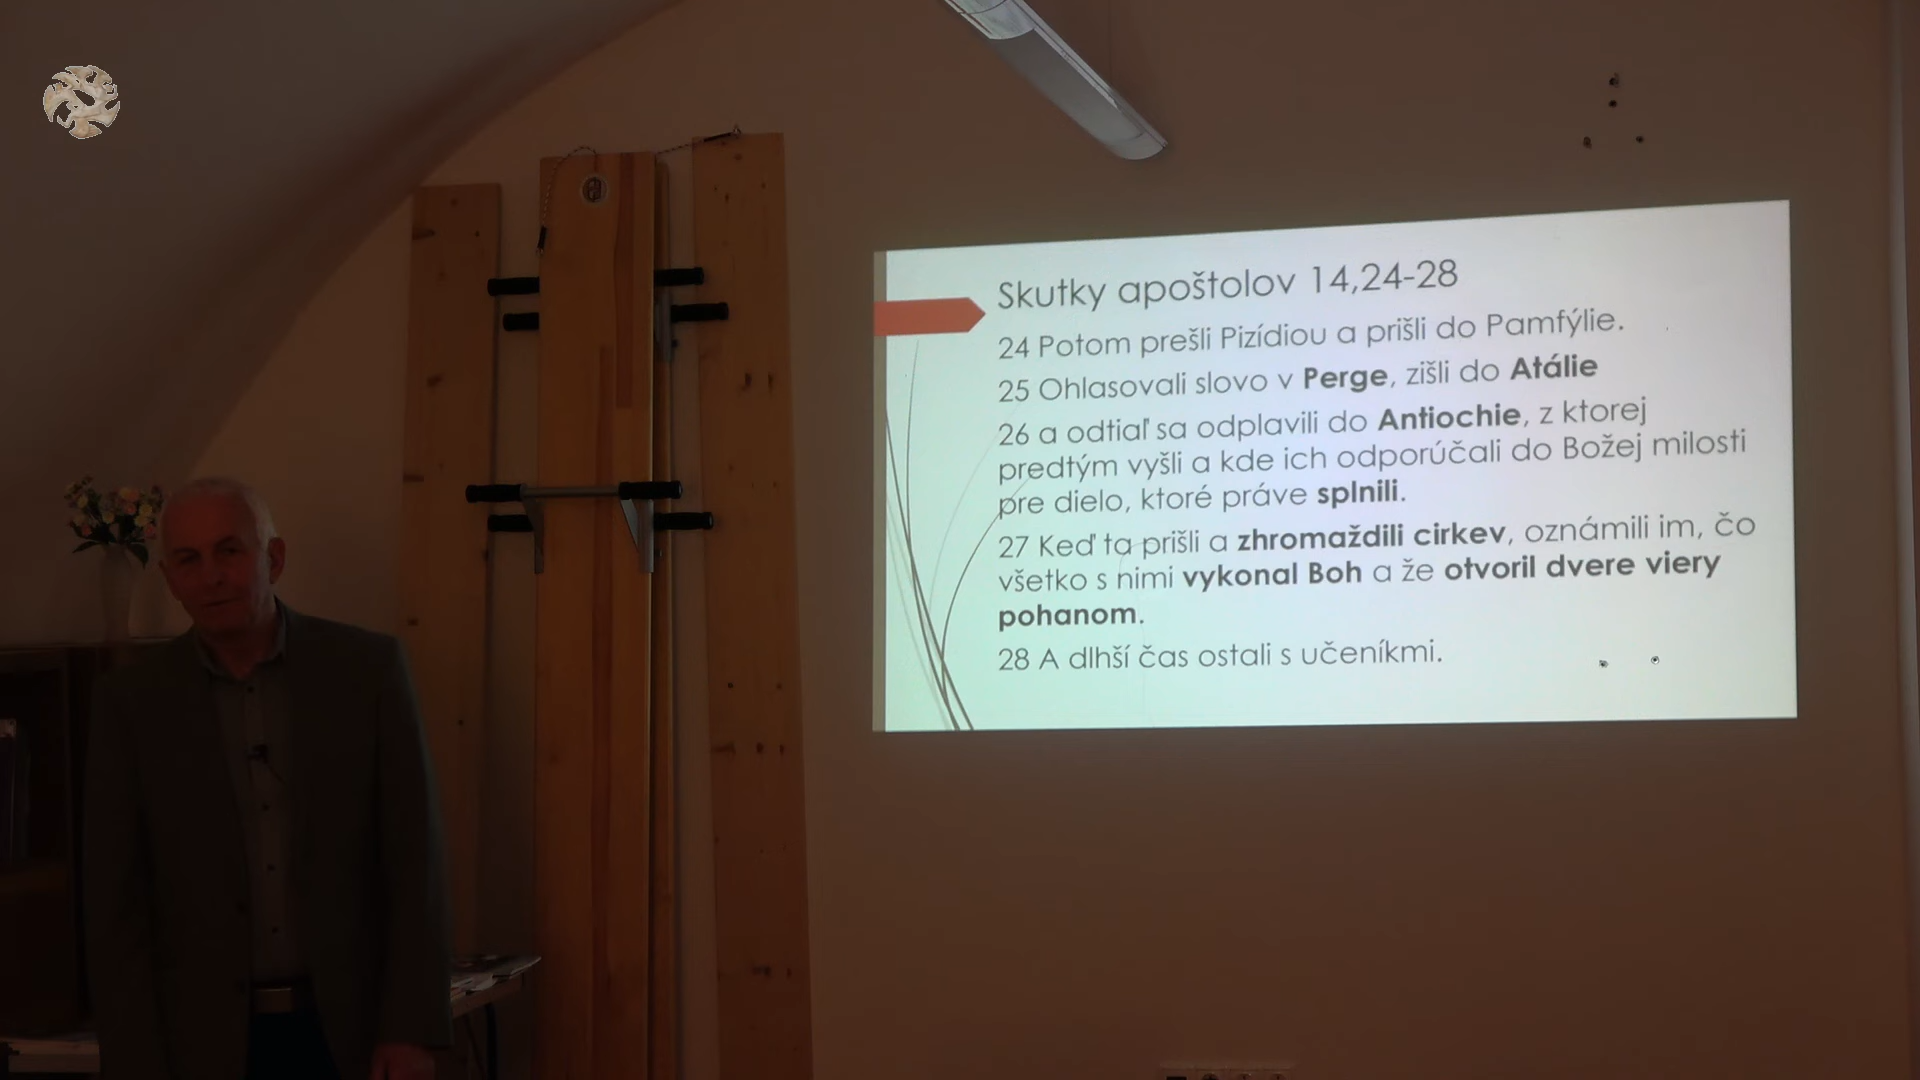 Skutky apoštolov 14,24-28
24 Potom prešli Pizídiou a prišli do Pamfýlie.
25 Ohlasovali slovo v Perge, zišli do Atálie
26 a odtiaľ sa odplavili do Antiochie, z ktorej
predtým vyšli a kde ich odporúčali do Božej milosti
pre dielo, ktoré práve splnili.
27 Keď ta prišli a zhromaždili cirkev, oznámili im, čo
všetko s nimi vykonal Boh a že otvoril dvere viery
pohanom.
28 A dlhší čas ostali s učeníkmi.